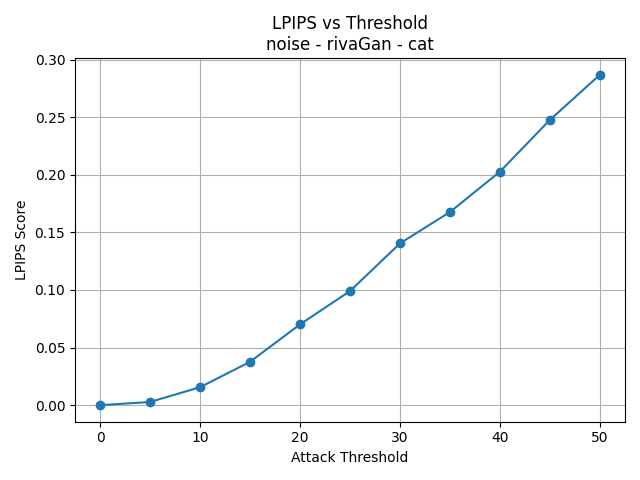 LPIPS vs Threshold
noise - rivaGan - cat
LPIPS Score
0.30
0.25
0.20
0.15
0.10
0.05
0.00
0 10 20 30 40 50
Attack Threshold